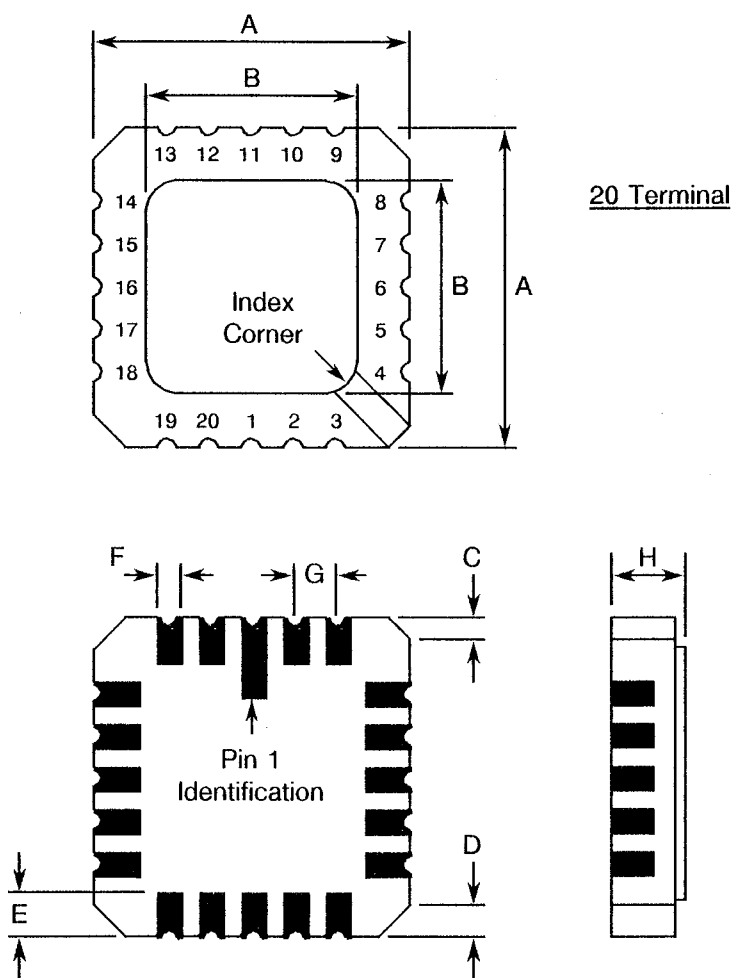 A
B
13 12 11 10 9
20 Terminal
14
15
16
17
18
8
7
6
5
4
B
A
Index
Corner
19 20 1 2 3
F
G
C
H
Pin 1
Identification
D
E